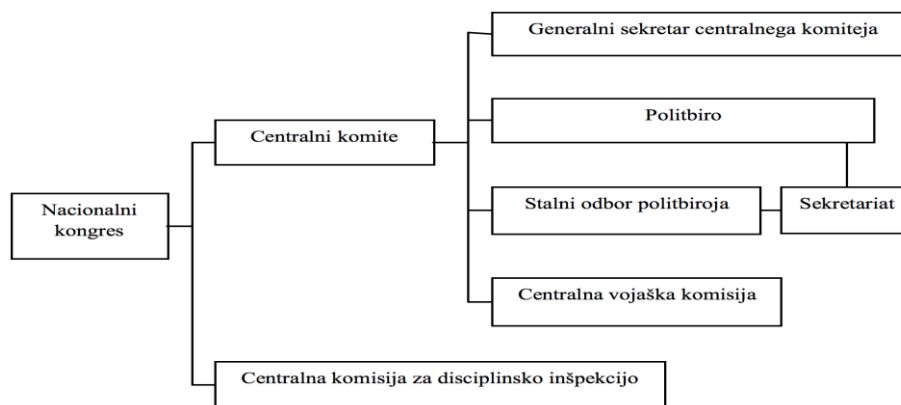 Generalni sekretar centralnega komiteja
Politbiro
Centralni komite
Stalni odbor politbiroja
Sekretariat
Nacionalni
kongres
Centralna vojaška komisija
Centralna komisija za disciplinsko inšpekcijo